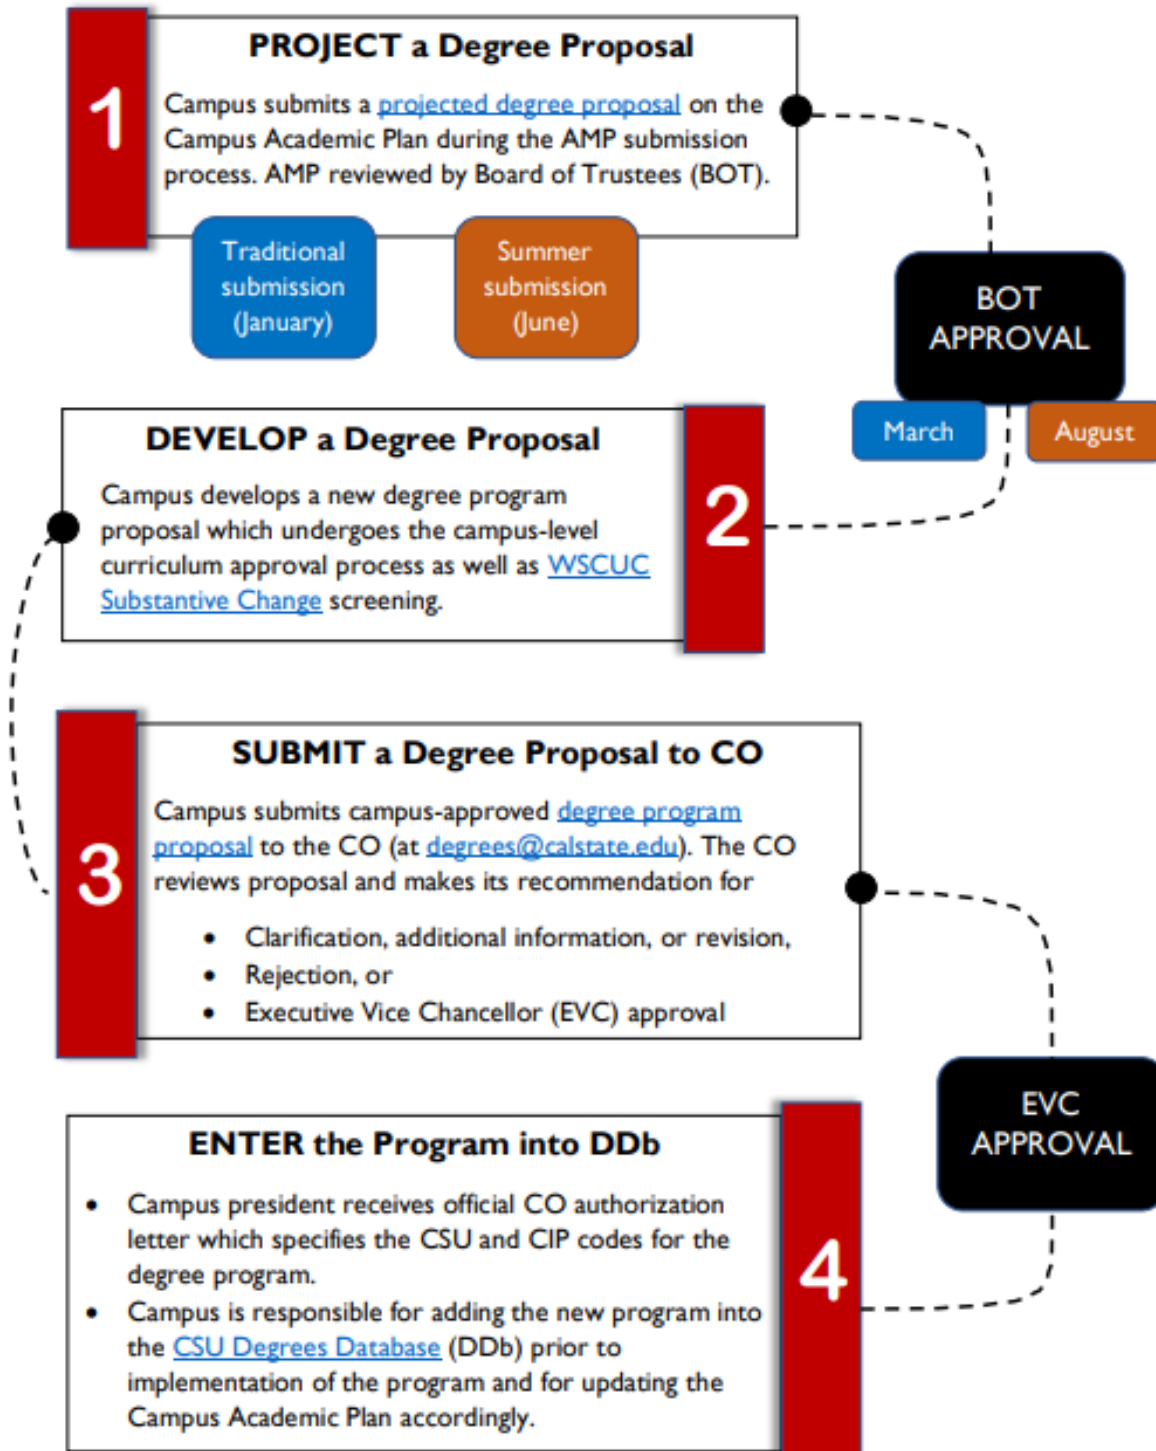 1
PROJECT a Degree Proposal
Campus submits a projected degree proposal on the
Campus Academic Plan during the AMP submission
process. AMP reviewed by Board of Trustees (BOT).
Traditional
submission
(January)
Summer
submission
(June)
BOT
APPROVAL
March
August
2
DEVELOP a Degree Proposal
Campus develops a new degree program
proposal which undergoes the campus-level
curriculum approval process as well as WSCUC
Substantive Change screening.
3
SUBMIT a Degree Proposal to CO
Campus submits campus-approved degree program
proposal to the CO (at degrees@calstate.edu). The CO
reviews proposal and makes its recommendation for
• Clarification, additional information, or revision,
• Rejection, or
• Executive Vice Chancellor (EVC) approval
EVC
APPROVAL
4
ENTER the Program into DDb
• Campus president receives official CO authorization
letter which specifies the CSU and CIP codes for the
degree program.
• Campus is responsible for adding the new program into
the CSU Degrees Database (DDb) prior to
implementation of the program and for updating the
Campus Academic Plan accordingly.